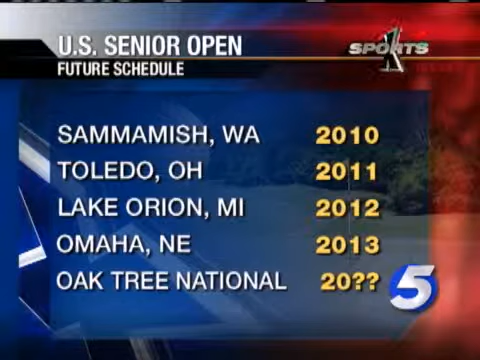 U.S. SENIOR OPEN
SPORTS
FUTURE SCHEDULE
SAMMAMISH, WA 2010
TOLEDO, OH 2011
LAKE ORION, MI 2012
OMAHA, NE 2013
OAK TREE NATIONAL 20??
5